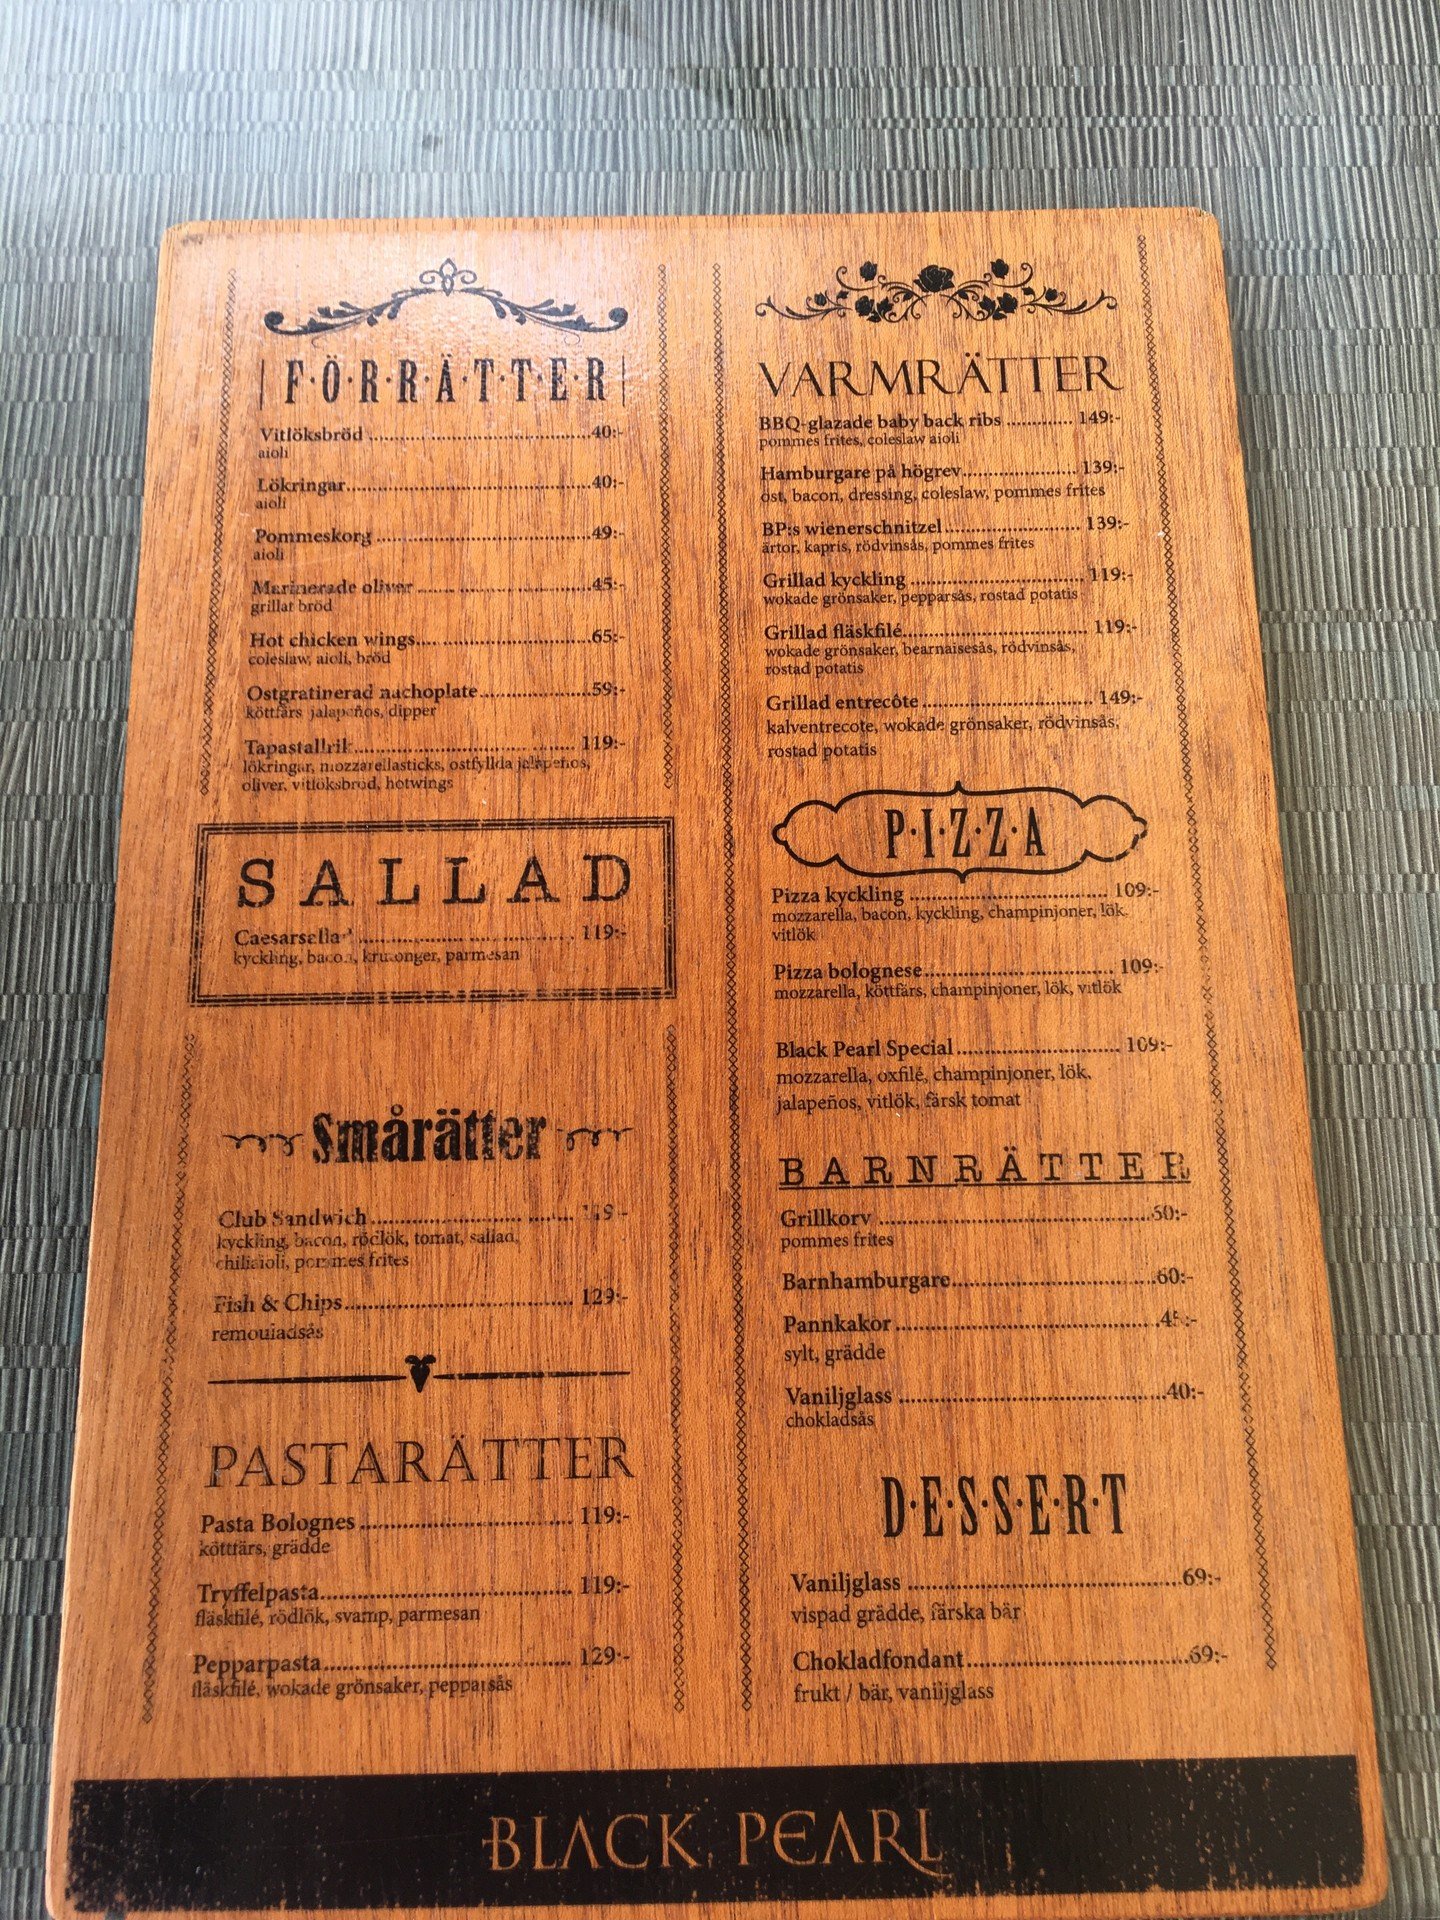 F·Ö·R·R·Ä·T·T·E·R
Vitlöksbröd ........ 40:-
aioli
Lökringar ........ 40:-
aioli
Pommeskorg ........ 49:-
aioli
Marinerade oliver ........ 45:-
grillat bröd
Hot chicken wings ........ 65:-
coleslaw, aioli, bröd
Ostgratinerad nachoplate ........ 59:-
köttfärs jalapeños, dipper
Tapastallrik ........ 119:-
lökringar, mozzarellasticks, ostfyllda jalapeños,
oliver, vitlöksbröd, hotwings
SALLAD
Caesarsallad ........ 119:-
kyckling, bacon, krutonger, parmesan
Smårätter
Club Sandwich ........
kyckling, bacon, rödlök, tomat, sallad,
chiliaioli, pommes frites
Fish & Chips ........ 129:-
remouladsås
PASTARÄTTER
Pasta Bolognes ........ 119:-
köttfärs, grädde
Tryffelpasta ........ 119:-
fläskfilé, rödlök, svamp, parmesan
Pepparpasta ........ 129:-
fläskfilé, wokade grönsaker, pepparsås
VARMRÄTTER
BBQ-glazade baby back ribs ........ 149:-
pommes frites, coleslaw aioli
Hamburgare på högrev ........ 139:-
ost, bacon, dressing, coleslaw, pommes frites
BP:s wienerschnitzel ........ 139:-
ärtor, kapris, rödvinsås, pommes frites
Grillad kyckling ........ 119:-
wokade grönsaker, pepparsås, rostad potatis
Grillad fläskfilé ........ 119:-
wokade grönsaker, bearnaisesås, rödvinsås,
rostad potatis
Grillad entrecôte ........ 149:-
kalventrecote, wokade grönsaker, rödvinsås,
rostad potatis
P·I·Z·Z·A
Pizza kyckling ........ 109:-
mozzarella, bacon, kyckling, champinjoner, lök,
vitlök
Pizza bolognese ........ 109:-
mozzarella, köttfärs, champinjoner, lök, vitlök
Black Pearl Special ........ 109:-
mozzarella, oxfilé, champinjoner, lök,
jalapeños, vitlök, färsk tomat
BARNRÄTTER
Grillkorv ........
pommes frites
Barnhamburgare ........ 60:-
Pannkakor ........ 45:-
sylt, grädde
Vaniljglass ........ 40:-
chokladsås
D·E·S·S·E·R·T
Vaniljglass ........ 69:-
vispad grädde, färska bär
Chokladfondant ........ 69:-
frukt / bär, vaniljglass
BLACK PEARL